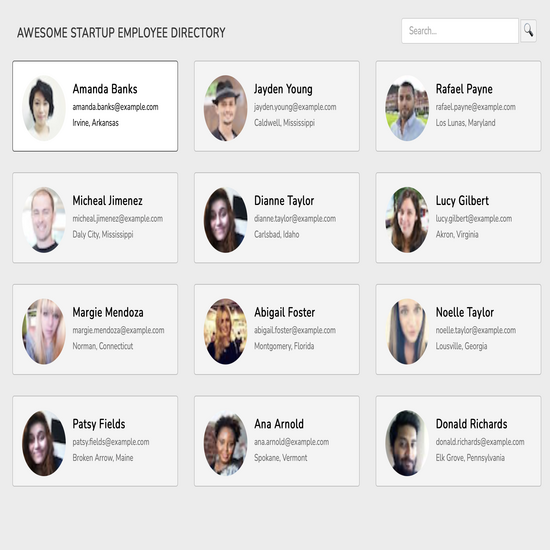 AWESOME STARTUP EMPLOYEE DIRECTORY
Search...
Amanda Banks
amanda.banks@example.com
Irvine, Arkansas
Jayden Young
jayden.young@example.com
Caldwell, Mississippi
Rafael Payne
rafael.payne@example.com
Los Lunas, Maryland
Micheal Jimenez
micheal.jimenez@example.com
Daly City, Mississippi
Dianne Taylor
dianne.taylor@example.com
Carlsbad, Idaho
Lucy Gilbert
lucy.gilbert@example.com
Akron, Virginia
Margie Mendoza
margie.mendoza@example.com
Norman, Connecticut
Abigail Foster
abigail.foster@example.com
Montgomery, Florida
Noelle Taylor
noelle.taylor@example.com
Lousville, Georgia
Patsy Fields
patsy.fields@example.com
Broken Arrow, Maine
Ana Arnold
ana.arnold@example.com
Spokane, Vermont
Donald Richards
donald.richards@example.com
Elk Grove, Pennsylvania